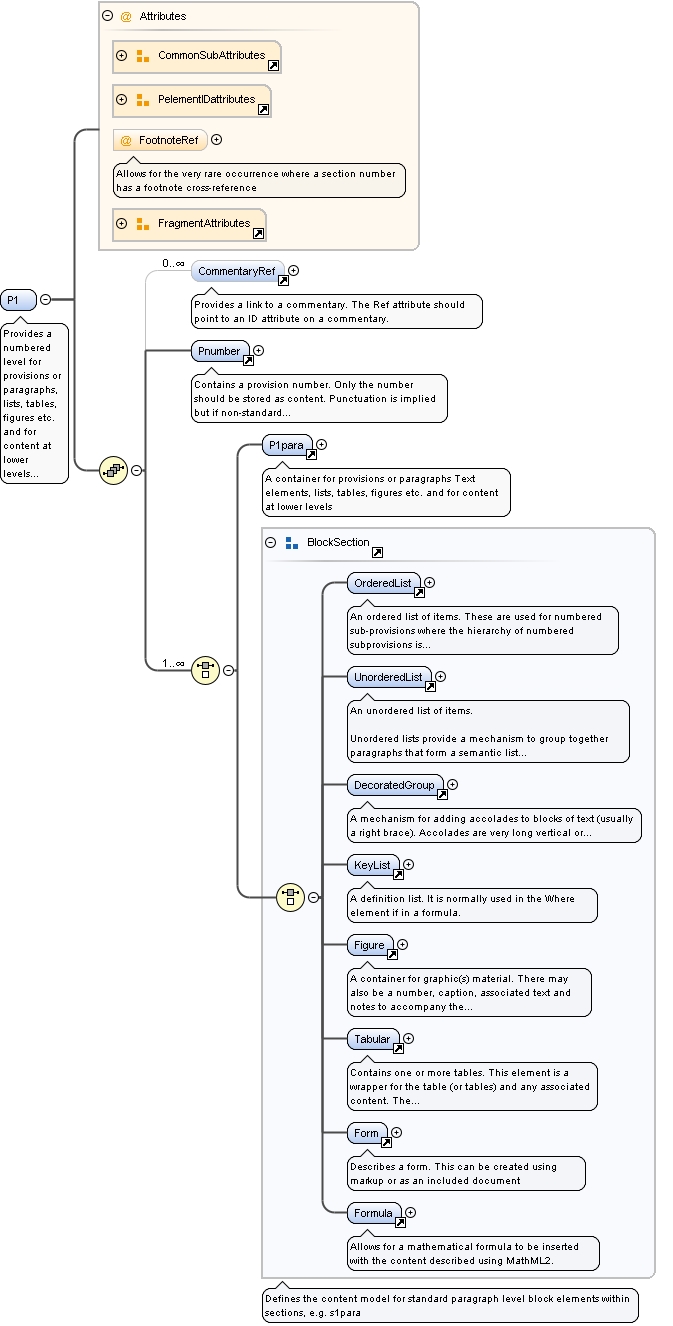 Attributes
CommonSubAttributes
PelementIDattributes
@ FootnoteRef
Allows for the very rare occurrence where a section number
has a footnote cross-reference
FragmentAttributes
P1
Provides a
numbered
level for
provisions or
paragraphs,
lists, tables,
figures etc.
and for
content at
lower
levels...
0..∞
CommentaryRef
Provides a link to a commentary. The Ref attribute should
point to an ID attribute on a commentary.
Pnumber
Contains a provision number. Only the number
should be stored as content. Punctuation is implied
but if non-standard...
1..∞
P1para
A container for provisions or paragraphs Text
elements, lists, tables, figures etc. and for content
at lower levels
BlockSection
OrderedList
An ordered list of items. These are used for numbered
sub-provisions where the hierarchy of numbered
subprovisions is...
UnorderedList
An unordered list of items.
Unordered lists provide a mechanism to group together
paragraphs that form a semantic list...
DecoratedGroup
A mechanism for adding accolades to blocks of text (usually
a right brace). Accolades are very long vertical or...
KeyList
A definition list. It is normally used in the Where
element if in a formula.
Figure
A container for graphic(s) material. There may
also be a number, caption, associated text and
notes to accompany the...
Tabular
Contains one or more tables. This element is a
wrapper for the table (or tables) and any associated
content. The...
Form
Describes a form. This can be created using
markup or as an included document
Formula
Allows for a mathematical formula to be inserted
with the content described using MathML2.
Defines the content model for standard paragraph level block elements within
sections, e.g. s1para